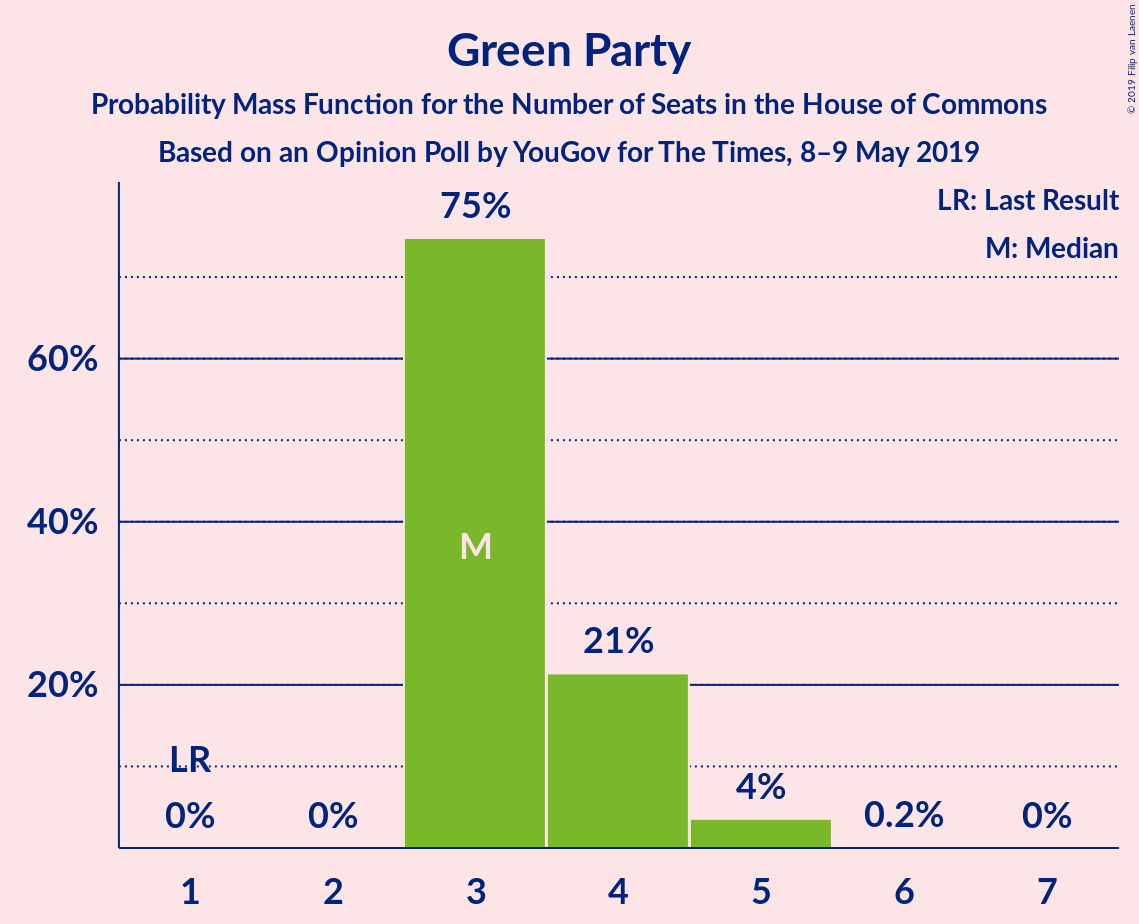 Green Party
Probability Mass Function for the Number of Seats in the House of Commons
Based on an Opinion Poll by YouGov for The Times, 8–9 May 2019
© 2019 Filip van Laenen
LR: Last Result
M: Median
75%
60%
40%
M
21%
20%
LR
4%
0%
0%
0.2%
0%
1
2
3
4
5
6
7